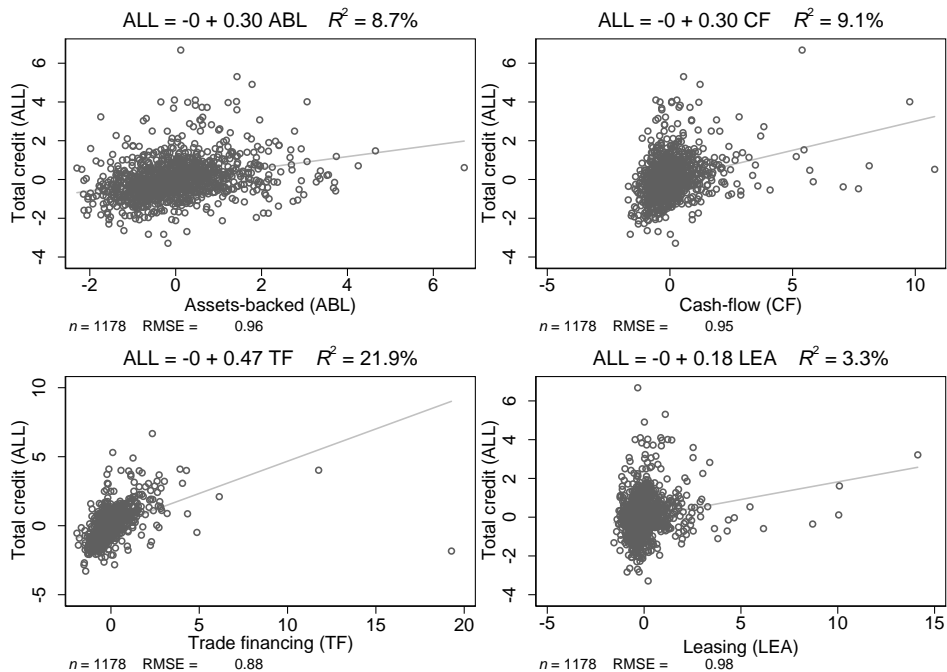 ALL = -0 + 0.30 ABL R² = 8.7%
6
4
2
0
-2
-4
Total credit (ALL)
-2 0 2 4 6
Assets-backed (ABL)
n = 1178 RMSE = 0.96
ALL = -0 + 0.30 CF R² = 9.1%
6
4
2
0
-2
-4
Total credit (ALL)
-5 0 5 10
Cash-flow (CF)
n = 1178 RMSE = 0.95
ALL = -0 + 0.47 TF R² = 21.9%
10
5
0
-5
Total credit (ALL)
0 5 10 15 20
Trade financing (TF)
n = 1178 RMSE = 0.88
ALL = -0 + 0.18 LEA R² = 3.3%
6
4
2
0
-2
-4
Total credit (ALL)
-5 0 5 10 15
Leasing (LEA)
n = 1178 RMSE = 0.98